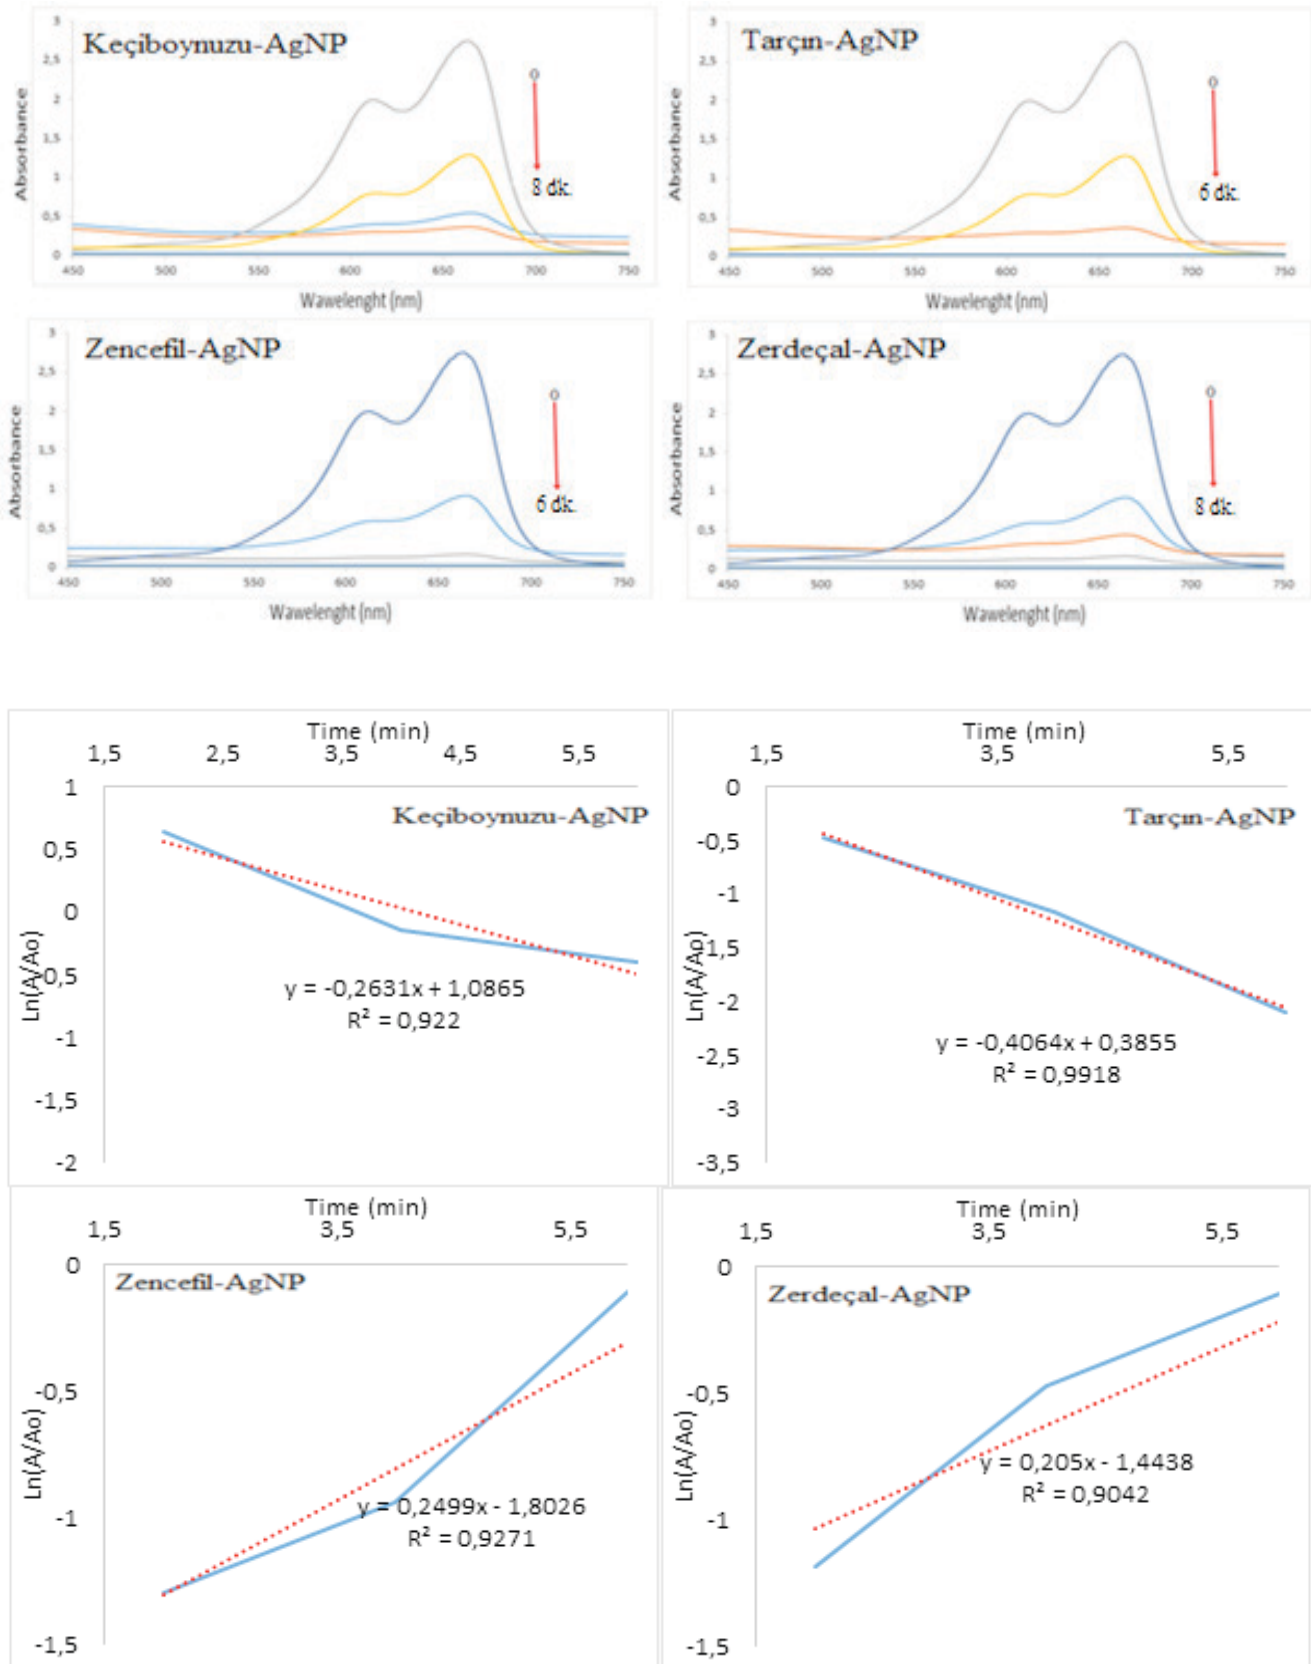 Keçiboynuzu-AgNP
Absorbance
3
2,5
2
1,5
1
0,5
0
450 500 550 600 650 700 750
0
8 dk.
Wawelenght (nm)
Tarçın-AgNP
Absorbance
3
2,5
2
1,5
1
0,5
0
450 500 550 600 650 700 750
0
6 dk.
Wawelenght (nm)
Zencefil-AgNP
Absorbance
3
2,5
2
1,5
1
0,5
0
450 500 550 600 650 700 750
0
6 dk.
Wawelenght (nm)
Zerdeçal-AgNP
Absorbance
3
2,5
2
1,5
1
0,5
0
450 500 550 600 650 700 750
0
8 dk.
Wawelenght (nm)
Time (min)
1,5 2,5 3,5 4,5 5,5
1
0,5
0
-0,5
-1
-1,5
-2
Ln(A/Ao)
Keçiboynuzu-AgNP
y = -0,2631x + 1,0865
R² = 0,922
Time (min)
1,5 3,5 5,5
0
-0,5
-1
-1,5
-2
-2,5
-3
-3,5
Ln(A/Ao)
Tarçın-AgNP
y = -0,4064x + 0,3855
R² = 0,9918
Time (min)
1,5 3,5 5,5
0
-0,5
-1
-1,5
Ln(A/Ao)
Zencefil-AgNP
y = 0,2499x - 1,8026
R² = 0,9271
Time (min)
1,5 3,5 5,5
0
-0,5
-1
-1,5
Ln(A/Ao)
Zerdeçal-AgNP
y = 0,205x - 1,4438
R² = 0,9042